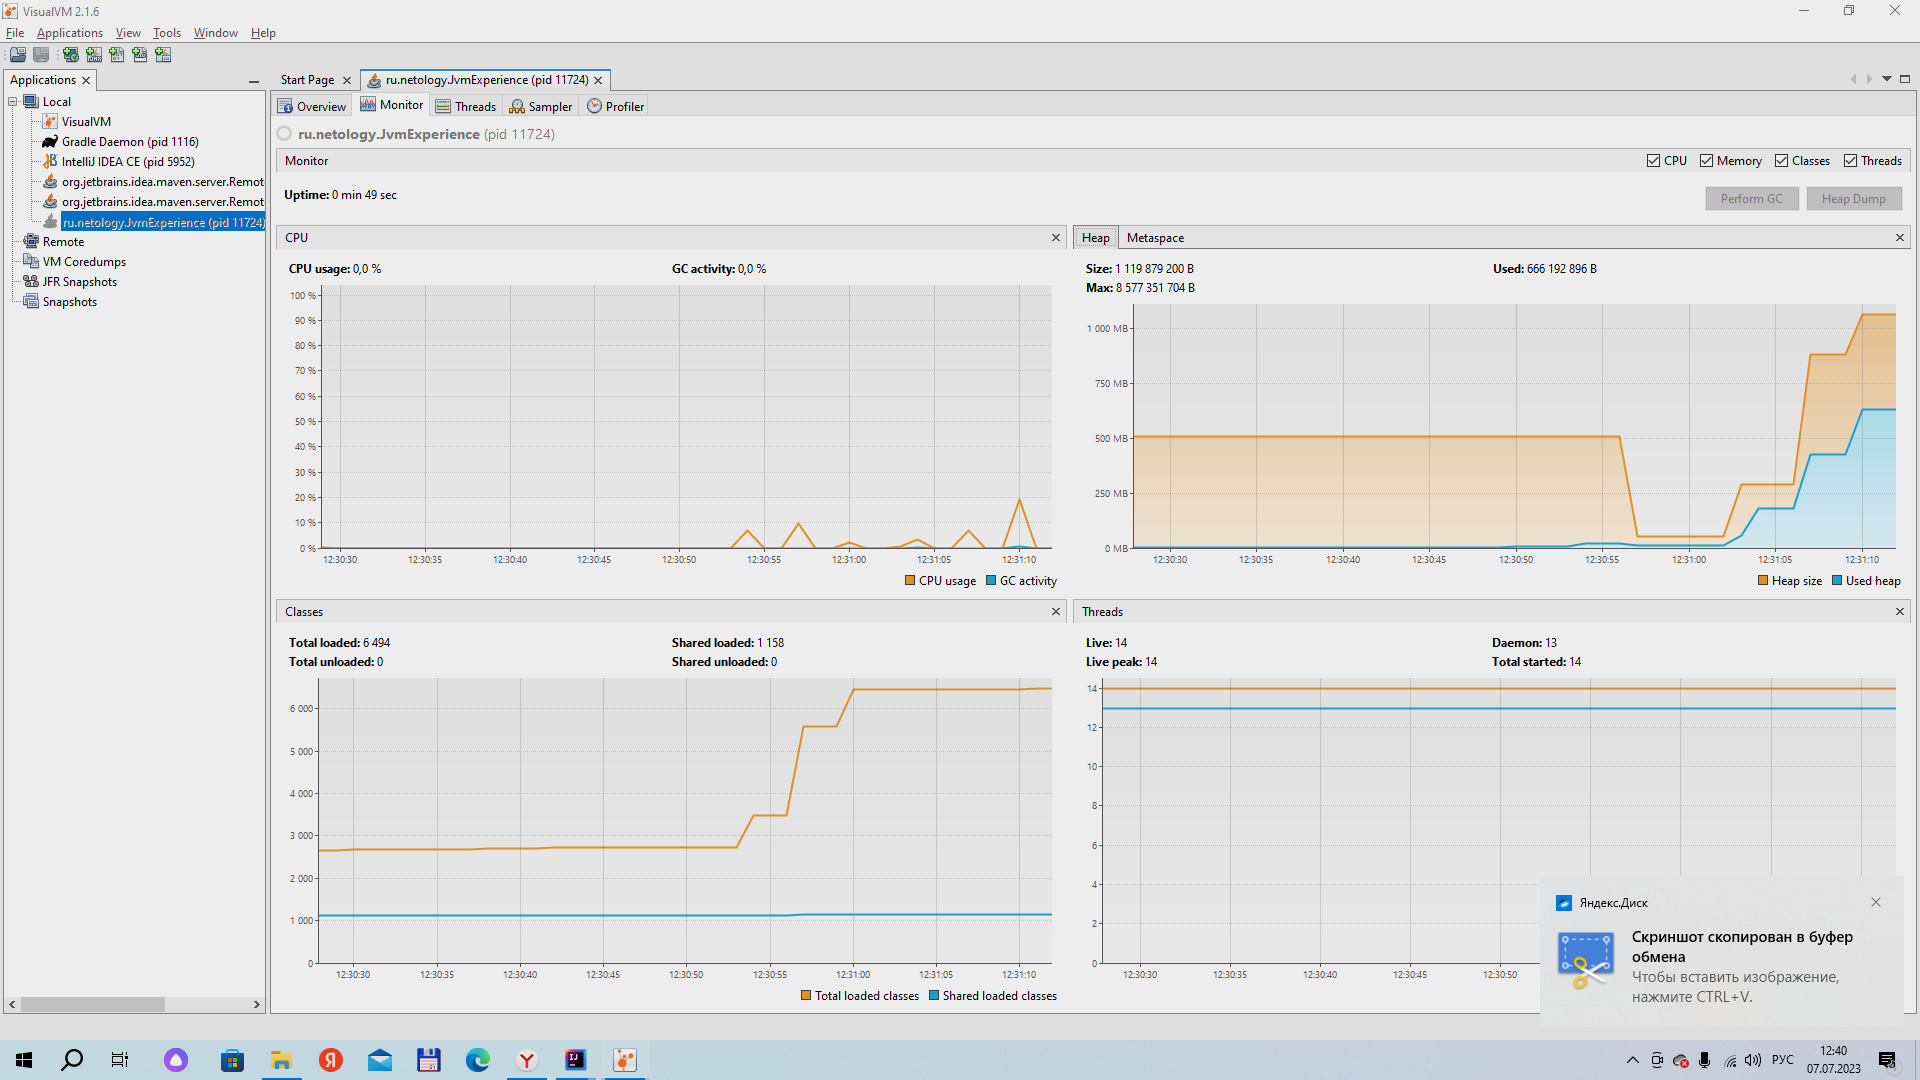 VisualVM 2.1.6
File Applications View Tools Window Help
Applications
Start Page
ru.netology.JvmExperience (pid 11724)
Local
VisualVM
Gradle Daemon (pid 1116)
IntelliJ IDEA CE (pid 5952)
org.jetbrains.idea.maven.server.Remot
org.jetbrains.idea.maven.server.Remot
ru.netology.JvmExperience (pid 11724)
Remote
VM Coredumps
JFR Snapshots
Snapshots
Overview Monitor Threads Sampler Profiler
ru.netology.JvmExperience (pid 11724)
Monitor
CPU Memory Classes Threads
Uptime: 0 min 49 sec
Perform GC Heap Dump
CPU
CPU usage: 0,0 % GC activity: 0,0 %
100 %
90 %
80 %
70 %
60 %
50 %
40 %
30 %
20 %
10 %
0 %
12:30:30 12:30:35 12:30:40 12:30:45 12:30:50 12:30:55 12:31:00 12:31:05 12:31:10
CPU usage GC activity
Heap Metaspace
Size: 1 119 879 200 B Used: 666 192 896 B
Max: 8 577 351 704 B
1 000 MB
750 MB
500 MB
250 MB
0 MB
12:30:30 12:30:35 12:30:40 12:30:45 12:30:50 12:30:55 12:31:00 12:31:05 12:31:10
Heap size Used heap
Classes
Total loaded: 6 494 Shared loaded: 1 158
Total unloaded: 0 Shared unloaded: 0
6 000
5 000
4 000
3 000
2 000
1 000
0
12:30:30 12:30:35 12:30:40 12:30:45 12:30:50 12:30:55 12:31:00 12:31:05 12:31:10
Total loaded classes Shared loaded classes
Threads
Live: 14 Daemon: 13
Live peak: 14 Total started: 14
14
12
10
8
6
4
2
0
12:30:30 12:30:35 12:30:40 12:30:45 12:30:50
Яндекс.Диск
Скриншот скопирован в буфер
обмена
Чтобы вставить изображение,
нажмите CTRL+V.
РУС
12:40
07.07.2023